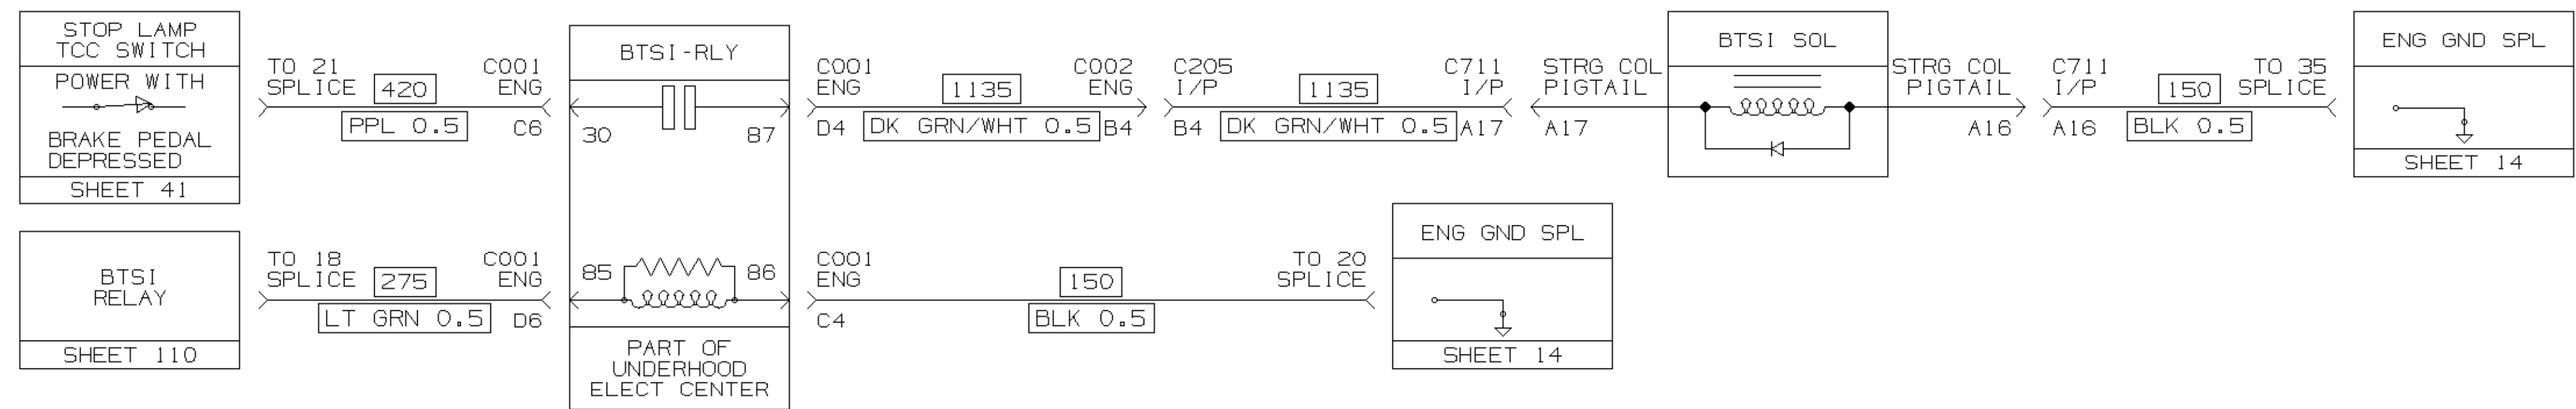 STOP LAMP
TCC SWITCH
POWER WITH
BRAKE PEDAL
DEPRESSED
SHEET 41
TO 21
SPLICE
420
PPL 0.5
C001
ENG
C6
BTSI-RLY
30
87
C001
ENG
D4
1135
DK GRN/WHT 0.5
C002
ENG
B4
C205
I/P
B4
1135
DK GRN/WHT 0.5
C711
I/P
A17
STRG COL
PIGTAIL
A17
BTSI SOL
STRG COL
PIGTAIL
A16
C711
I/P
A16
150
BLK 0.5
TO 35
SPLICE
ENG GND SPL
SHEET 14
BTSI
RELAY
SHEET 110
TO 18
SPLICE
275
LT GRN 0.5
C001
ENG
D6
85
86
PART OF
UNDERHOOD
ELECT CENTER
C001
ENG
C4
150
BLK 0.5
TO 20
SPLICE
ENG GND SPL
SHEET 14